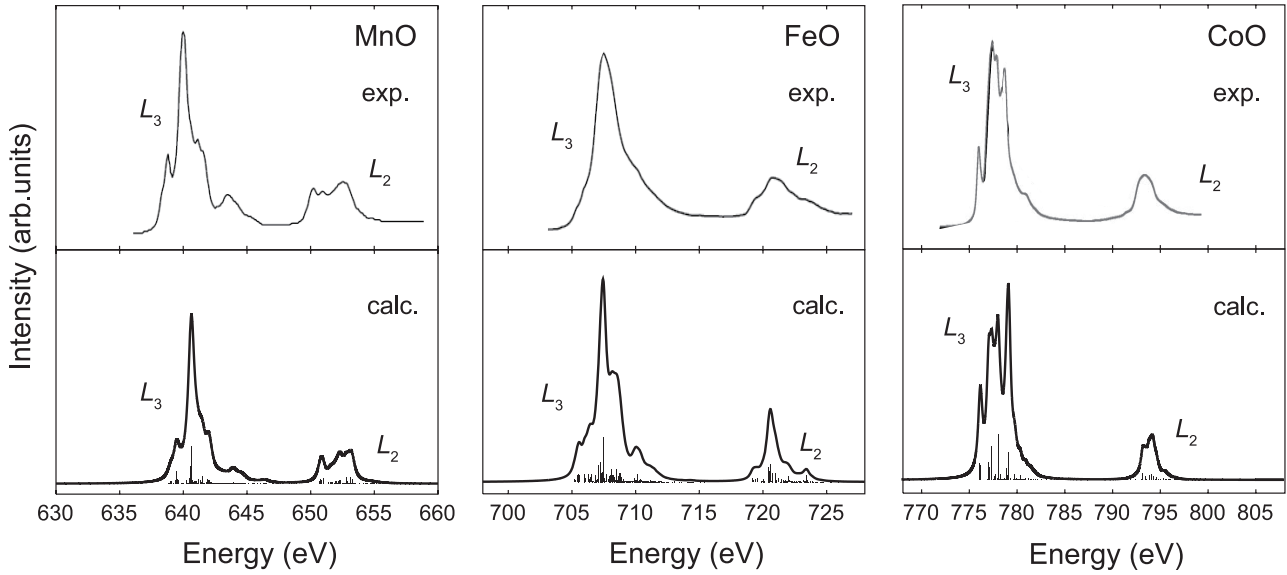 Intensity (arb.units)
MnO
exp.
L3
L2
calc.
L3
L2
630 635 640 645 650 655 660
Energy (eV)
FeO
exp.
L3
L2
calc.
L3
L2
700 705 710 715 720 725
Energy (eV)
CoO
exp.
L3
L2
calc.
L3
L2
770 775 780 785 790 795 800 805
Energy (eV)